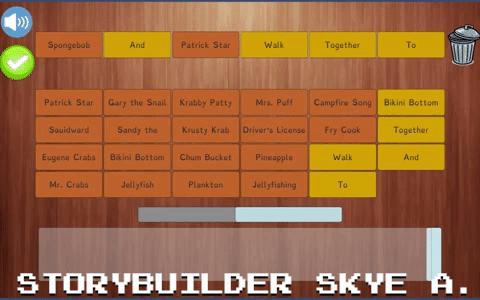 Spongebob And Patrick Star Walk Together To
Patrick Star Gary the Snail Krabby Patty Mrs. Puff Campfire Song Bikini Bottom
Squidward Sandy the Krusty Krab Driver's License Fry Cook Together
Eugene Crabs Bikini Bottom Chum Bucket Pineapple Walk And
Mr. Crabs Jellyfish Plankton Jellyfishing To
STORYBUILDER SKYE A.